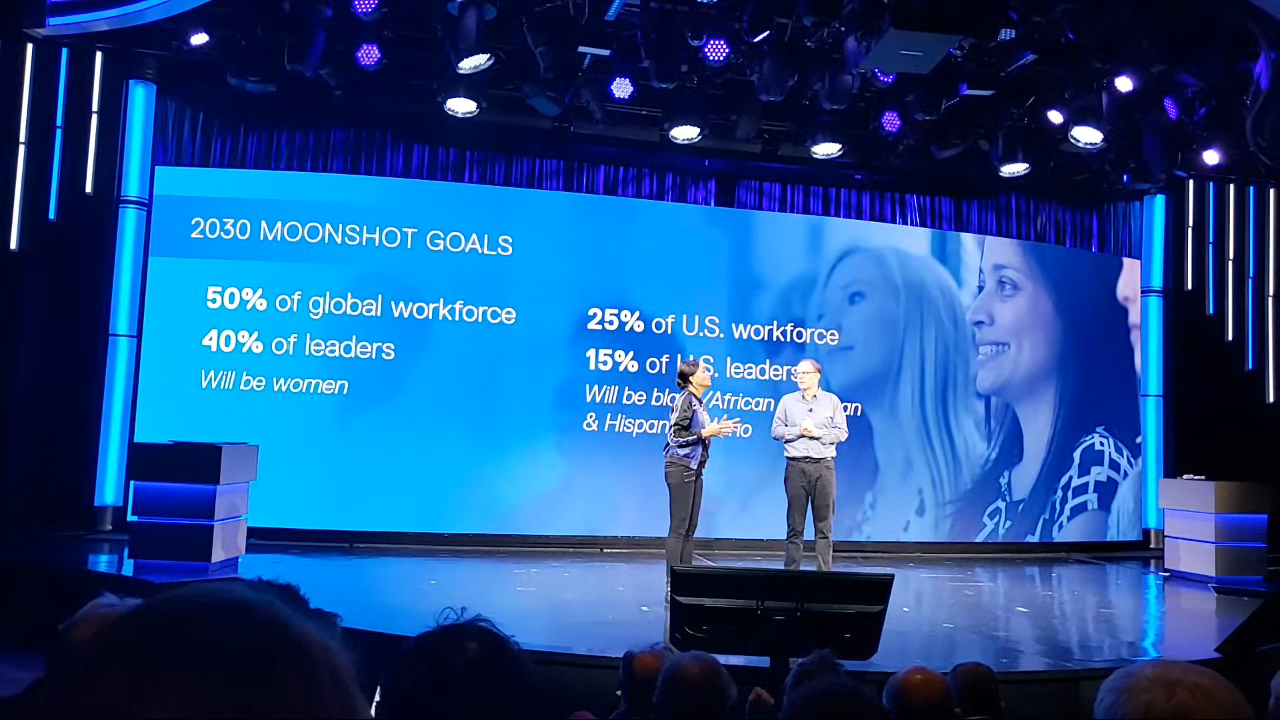 2030 MOONSHOT GOALS
50% of global workforce
40% of leaders
Will be women
25% of U.S. workforce
15% of U.S. leaders
Will be /African
&